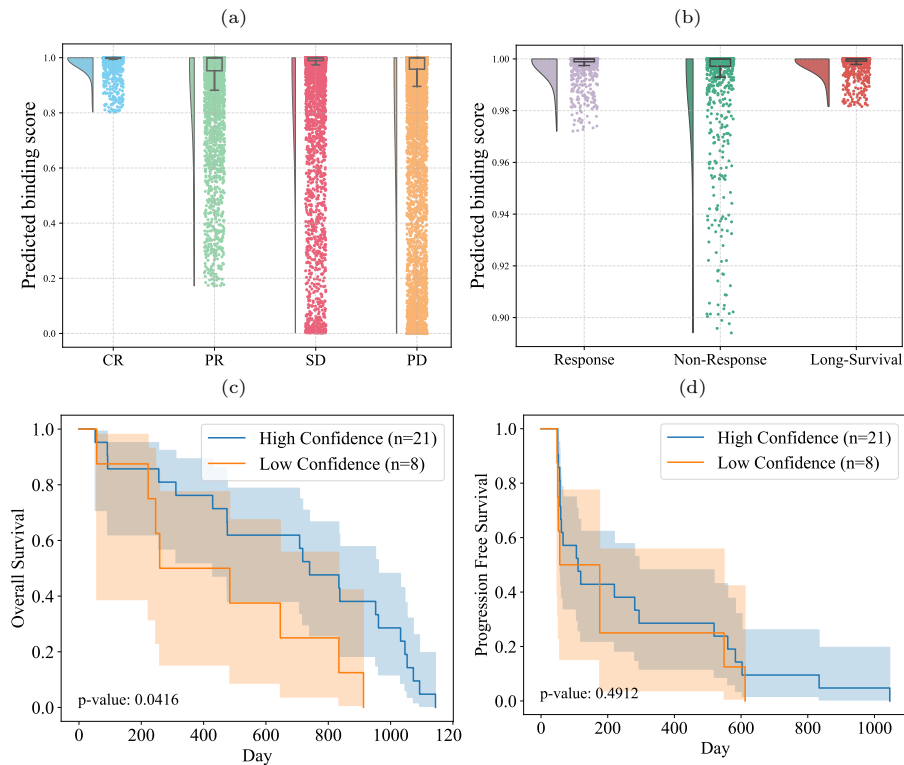 (a)
Predicted binding score
1.0
0.8
0.6
0.4
0.2
0.0
CR
PR
SD
PD
(b)
Predicted binding score
1.00
0.98
0.96
0.94
0.92
0.90
Response
Non-Response
Long-Survival
(c)
Overall Survival
1.0
0.8
0.6
0.4
0.2
0.0
High Confidence (n=21)
Low Confidence (n=8)
p-value: 0.0416
0
200
400
600
800
1000
120
Day
(d)
Progression Free Survival
1.0
0.8
0.6
0.4
0.2
0.0
High Confidence (n=21)
Low Confidence (n=8)
p-value: 0.4912
0
200
400
600
800
1000
Day